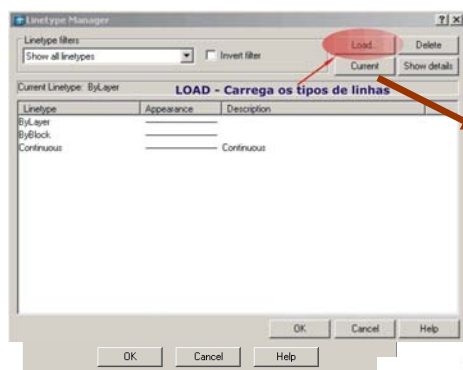 Linetype Manager
Linetype filters
Show all linetypes
Invert filter
Load...
Delete
Current
Show details
Current Linetype: ByLayer
LOAD - Carrega os tipos de linhas
Linetype Appearance Description
ByLayer
ByBlock
Continuous Continuous
OK Cancel Help
OK Cancel Help